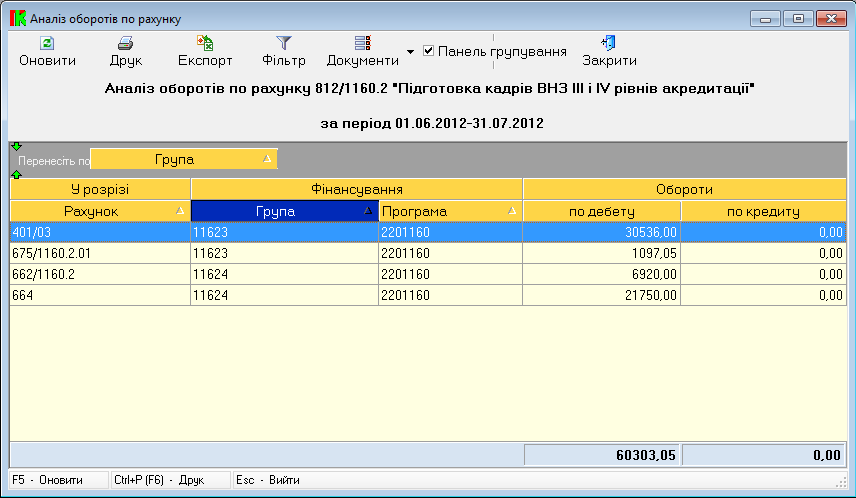 Аналіз оборотів по рахунку
Оновити Друк Експорт Фільтр Документи Панель групування Закрити
Аналіз оборотів по рахунку 812/1160.2 "Підготовка кадрів ВНЗ III і IV рівнів акредитації"
за період 01.06.2012-31.07.2012
Перенесіть по Група
У розрізі Фінансування Обороти
Рахунок Група Програма по дебету по кредиту
401/03 11623 2201160 30536,00 0,00
675/1160.2.01 11623 2201160 1097,05 0,00
662/1160.2 11624 2201160 6920,00 0,00
664 11624 2201160 21750,00 0,00
60303,05 0,00
F5 - Оновити Ctrl+P (F6) - Друк Esc - Вийти